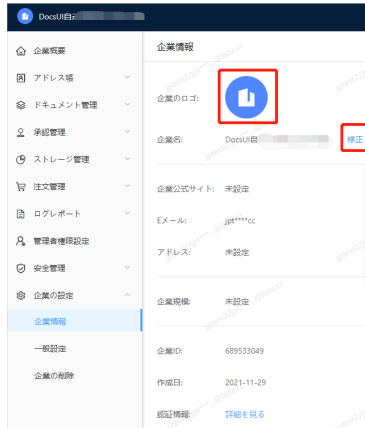 DocsUI自
企業概要
アドレス帳
ドキュメント管理
承認管理
ストレージ管理
注文管理
ログレポート
管理者権限設定
安全管理
企業の設定
企業情報
一般設定
企業の削除
企業情報
企業のロゴ:
企業名: DocsUI自 修正
企業公式サイト: 未設定
Eメール: jpt****cc
アドレス: 未設定
企業規模: 未設定
企業ID: 689533049
作成日: 2021-11-29
認証情報: 詳細を見る